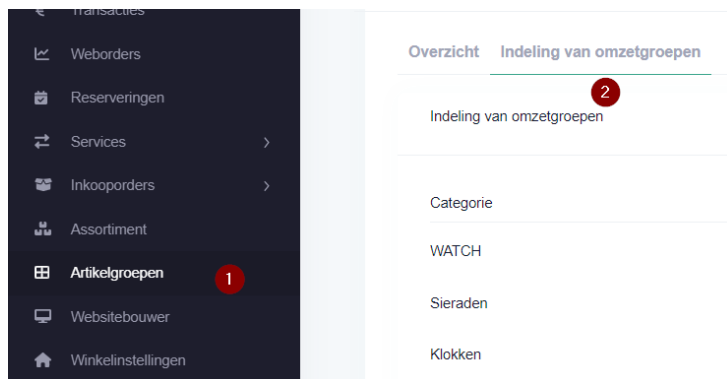 € Transacties
Weborders
Reserveringen
Services
Inkooporders
Assortiment
Artikelgroepen 1
Websitebouwer
Winkelinstellingen
Overzicht Indeling van omzetgroepen
2
Indeling van omzetgroepen
Categorie
WATCH
Sieraden
Klokken